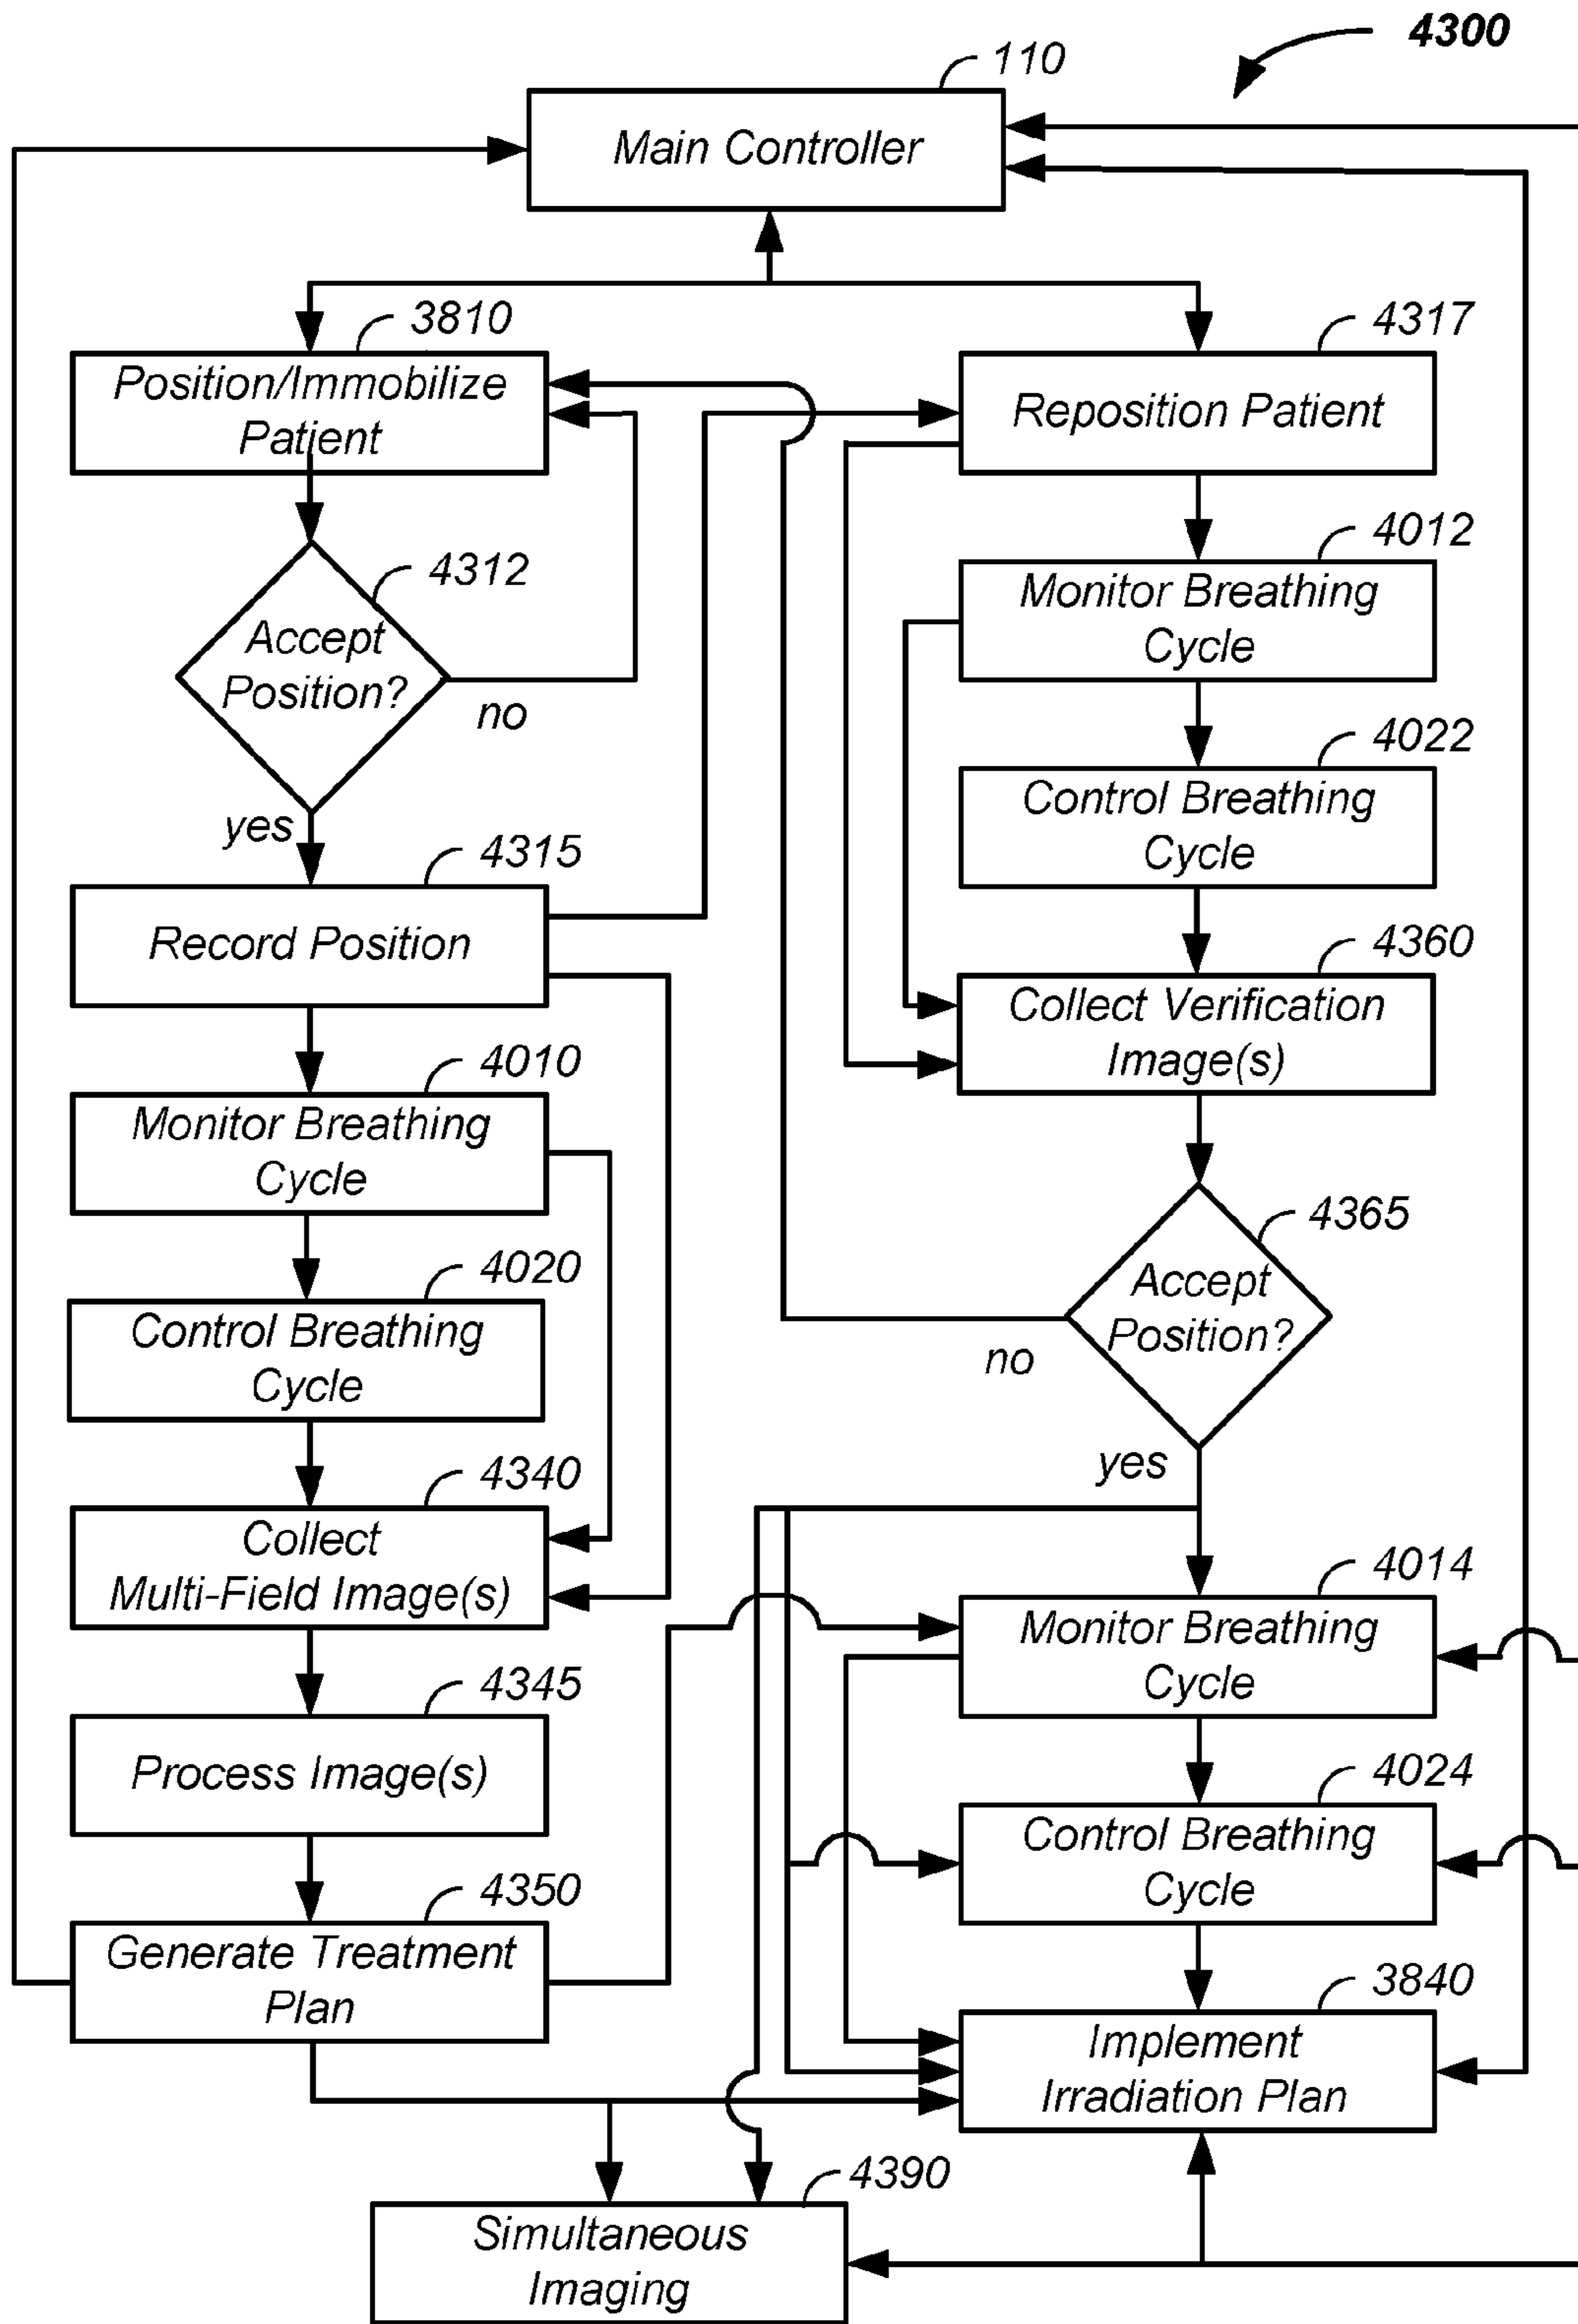 4300
110
Main Controller
3810
Position/Immobilize
Patient
4312
Accept
Position?
no
yes
4315
Record Position
4010
Monitor Breathing
Cycle
4020
Control Breathing
Cycle
4340
Collect
Multi-Field Image(s)
4345
Process Image(s)
4350
Generate Treatment
Plan
4317
Reposition Patient
4012
Monitor Breathing
Cycle
4022
Control Breathing
Cycle
4360
Collect Verification
Image(s)
4365
Accept
Position?
no
yes
4014
Monitor Breathing
Cycle
4024
Control Breathing
Cycle
3840
Implement
Irradiation Plan
4390
Simultaneous
Imaging